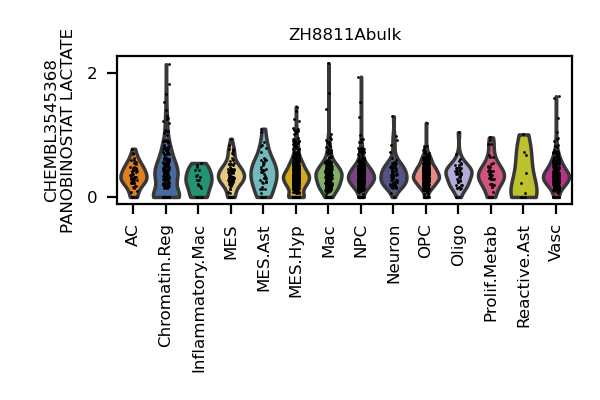 ZH8811Abulk
CHEMBL3545368
PANOBINOSTAT LACTATE
2
0
AC
Chromatin.Reg
Inflammatory.Mac
MES
MES.Ast
MES.Hyp
Mac
NPC
Neuron
OPC
Oligo
Prolif.Metab
Reactive.Ast
Vasc